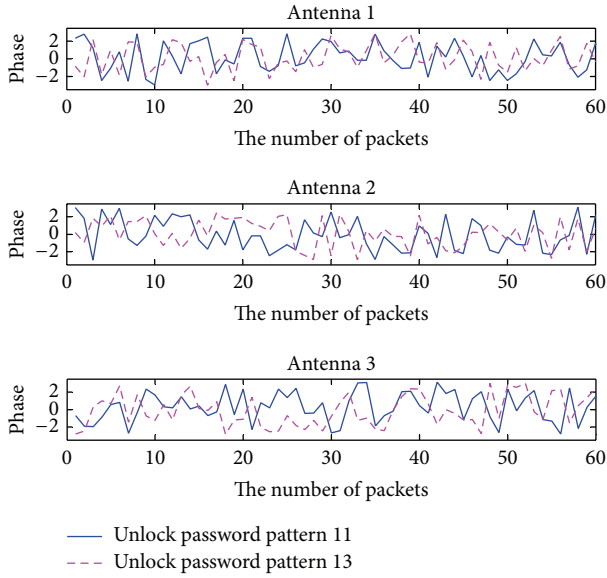 Antenna 1
Phase
2
0
−2
0 10 20 30 40 50 60
The number of packets
Antenna 2
Phase
2
0
−2
0 10 20 30 40 50 60
The number of packets
Antenna 3
Phase
2
0
−2
0 10 20 30 40 50 60
The number of packets
Unlock password pattern 11
Unlock password pattern 13